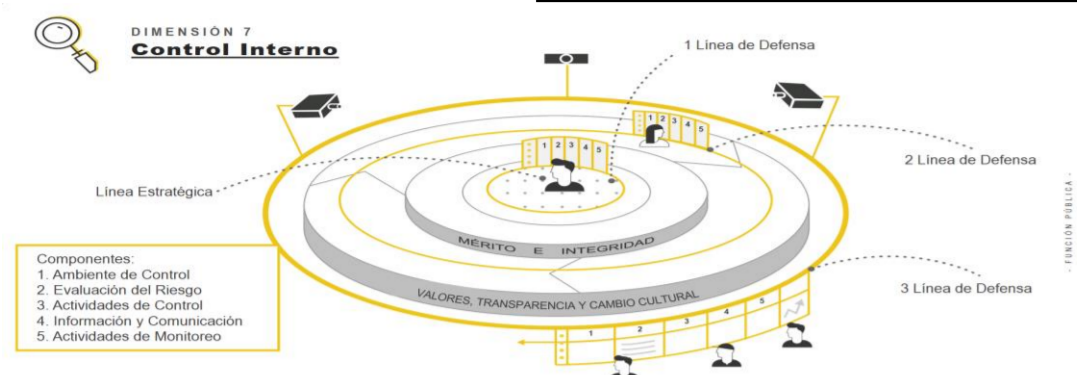 DIMENSIÓN 7
Control Interno
1 Línea de Defensa
2 Línea de Defensa
Línea Estratégica
3 Línea de Defensa
1 2 3 4 5
1 2 3 4 5
MÉRITO E INTEGRIDAD
VALORES, TRANSPARENCIA Y CAMBIO CULTURAL
1 2 3 4 5
Componentes:
1. Ambiente de Control
2. Evaluación del Riesgo
3. Actividades de Control
4. Información y Comunicación
5. Actividades de Monitoreo
- FUNCIÓN PÚBLICA -